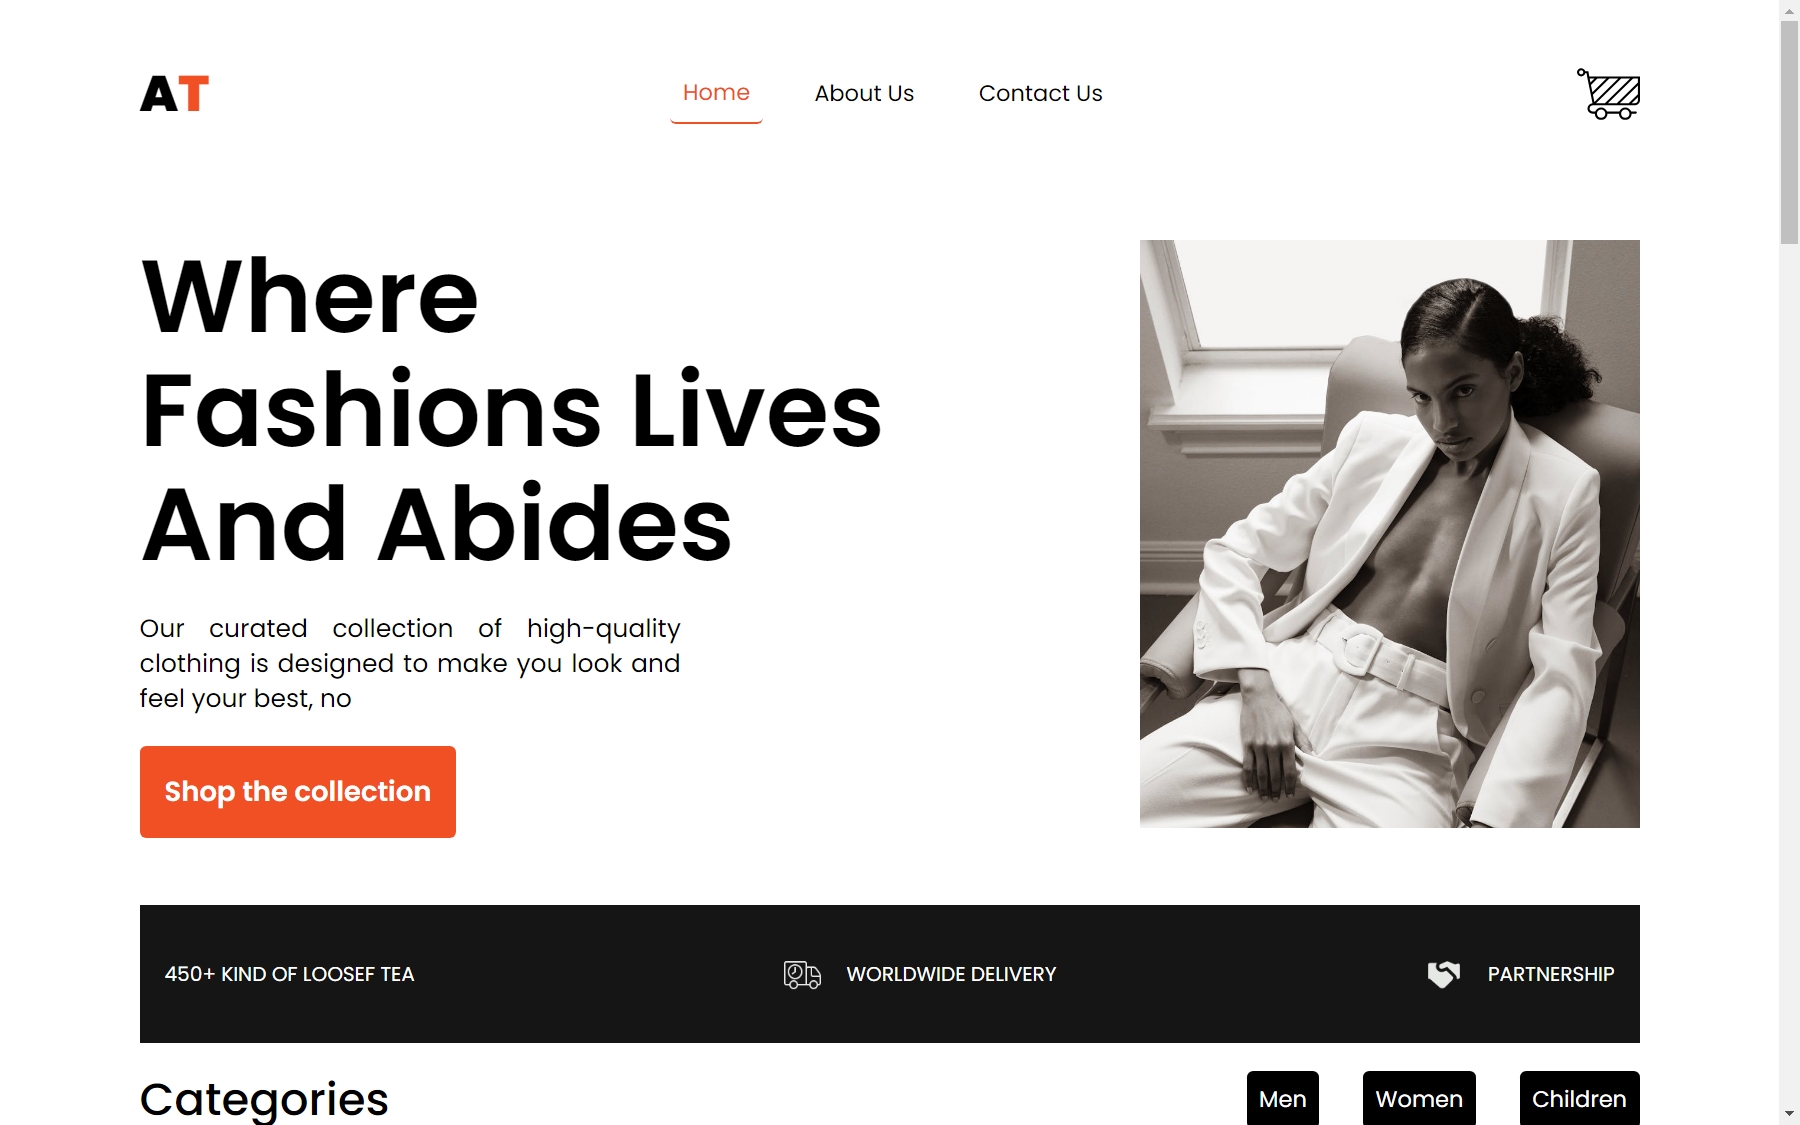 AT
Home
About Us
Contact Us
Where
Fashions Lives
And Abides
Our curated collection of high-quality
clothing is designed to make you look and
feel your best, no
Shop the collection
450+ KIND OF LOOSEF TEA
WORLDWIDE DELIVERY
PARTNERSHIP
Categories
Men
Women
Children